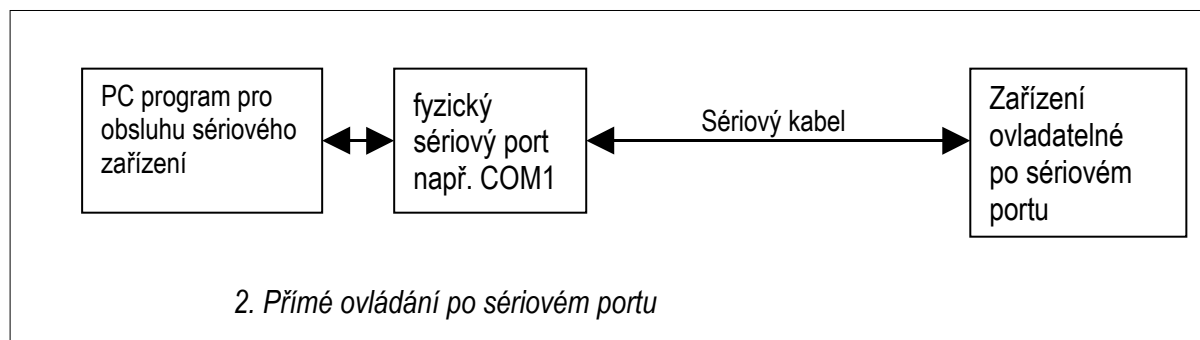 PC program pro
obsluhu sériového
zařízení
fyzický
sériový port
např. COM1
Sériový kabel
Zařízení
ovladatelné
po sériovém
portu
2. Přímé ovládání po sériovém portu